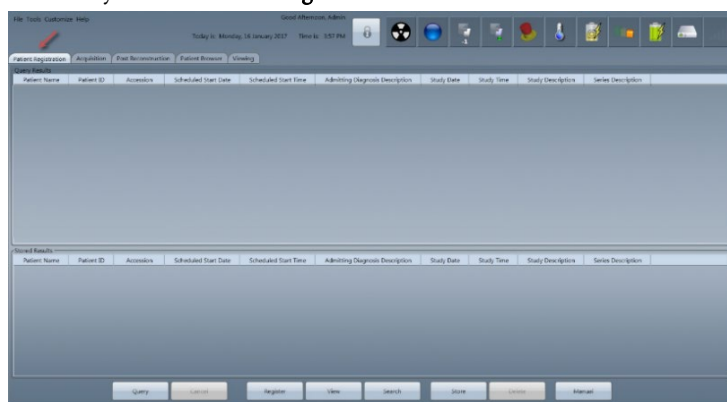 File Tools Customize Help
Good Afternoon, Admin
Today is: Monday, 16 January 2017 Time is: 3:57 PM
Patient Registration Acquisition Post Reconstruction Patient Browser Viewing
Query Results
Patient Name Patient ID Accession Scheduled Start Date Scheduled Start Time Admitting Diagnosis Description Study Date Study Time Study Description Series Description
Stored Results
Patient Name Patient ID Accession Scheduled Start Date Scheduled Start Time Admitting Diagnosis Description Study Date Study Time Study Description Series Description
Query Cancel Register View Search Store Delete Manual